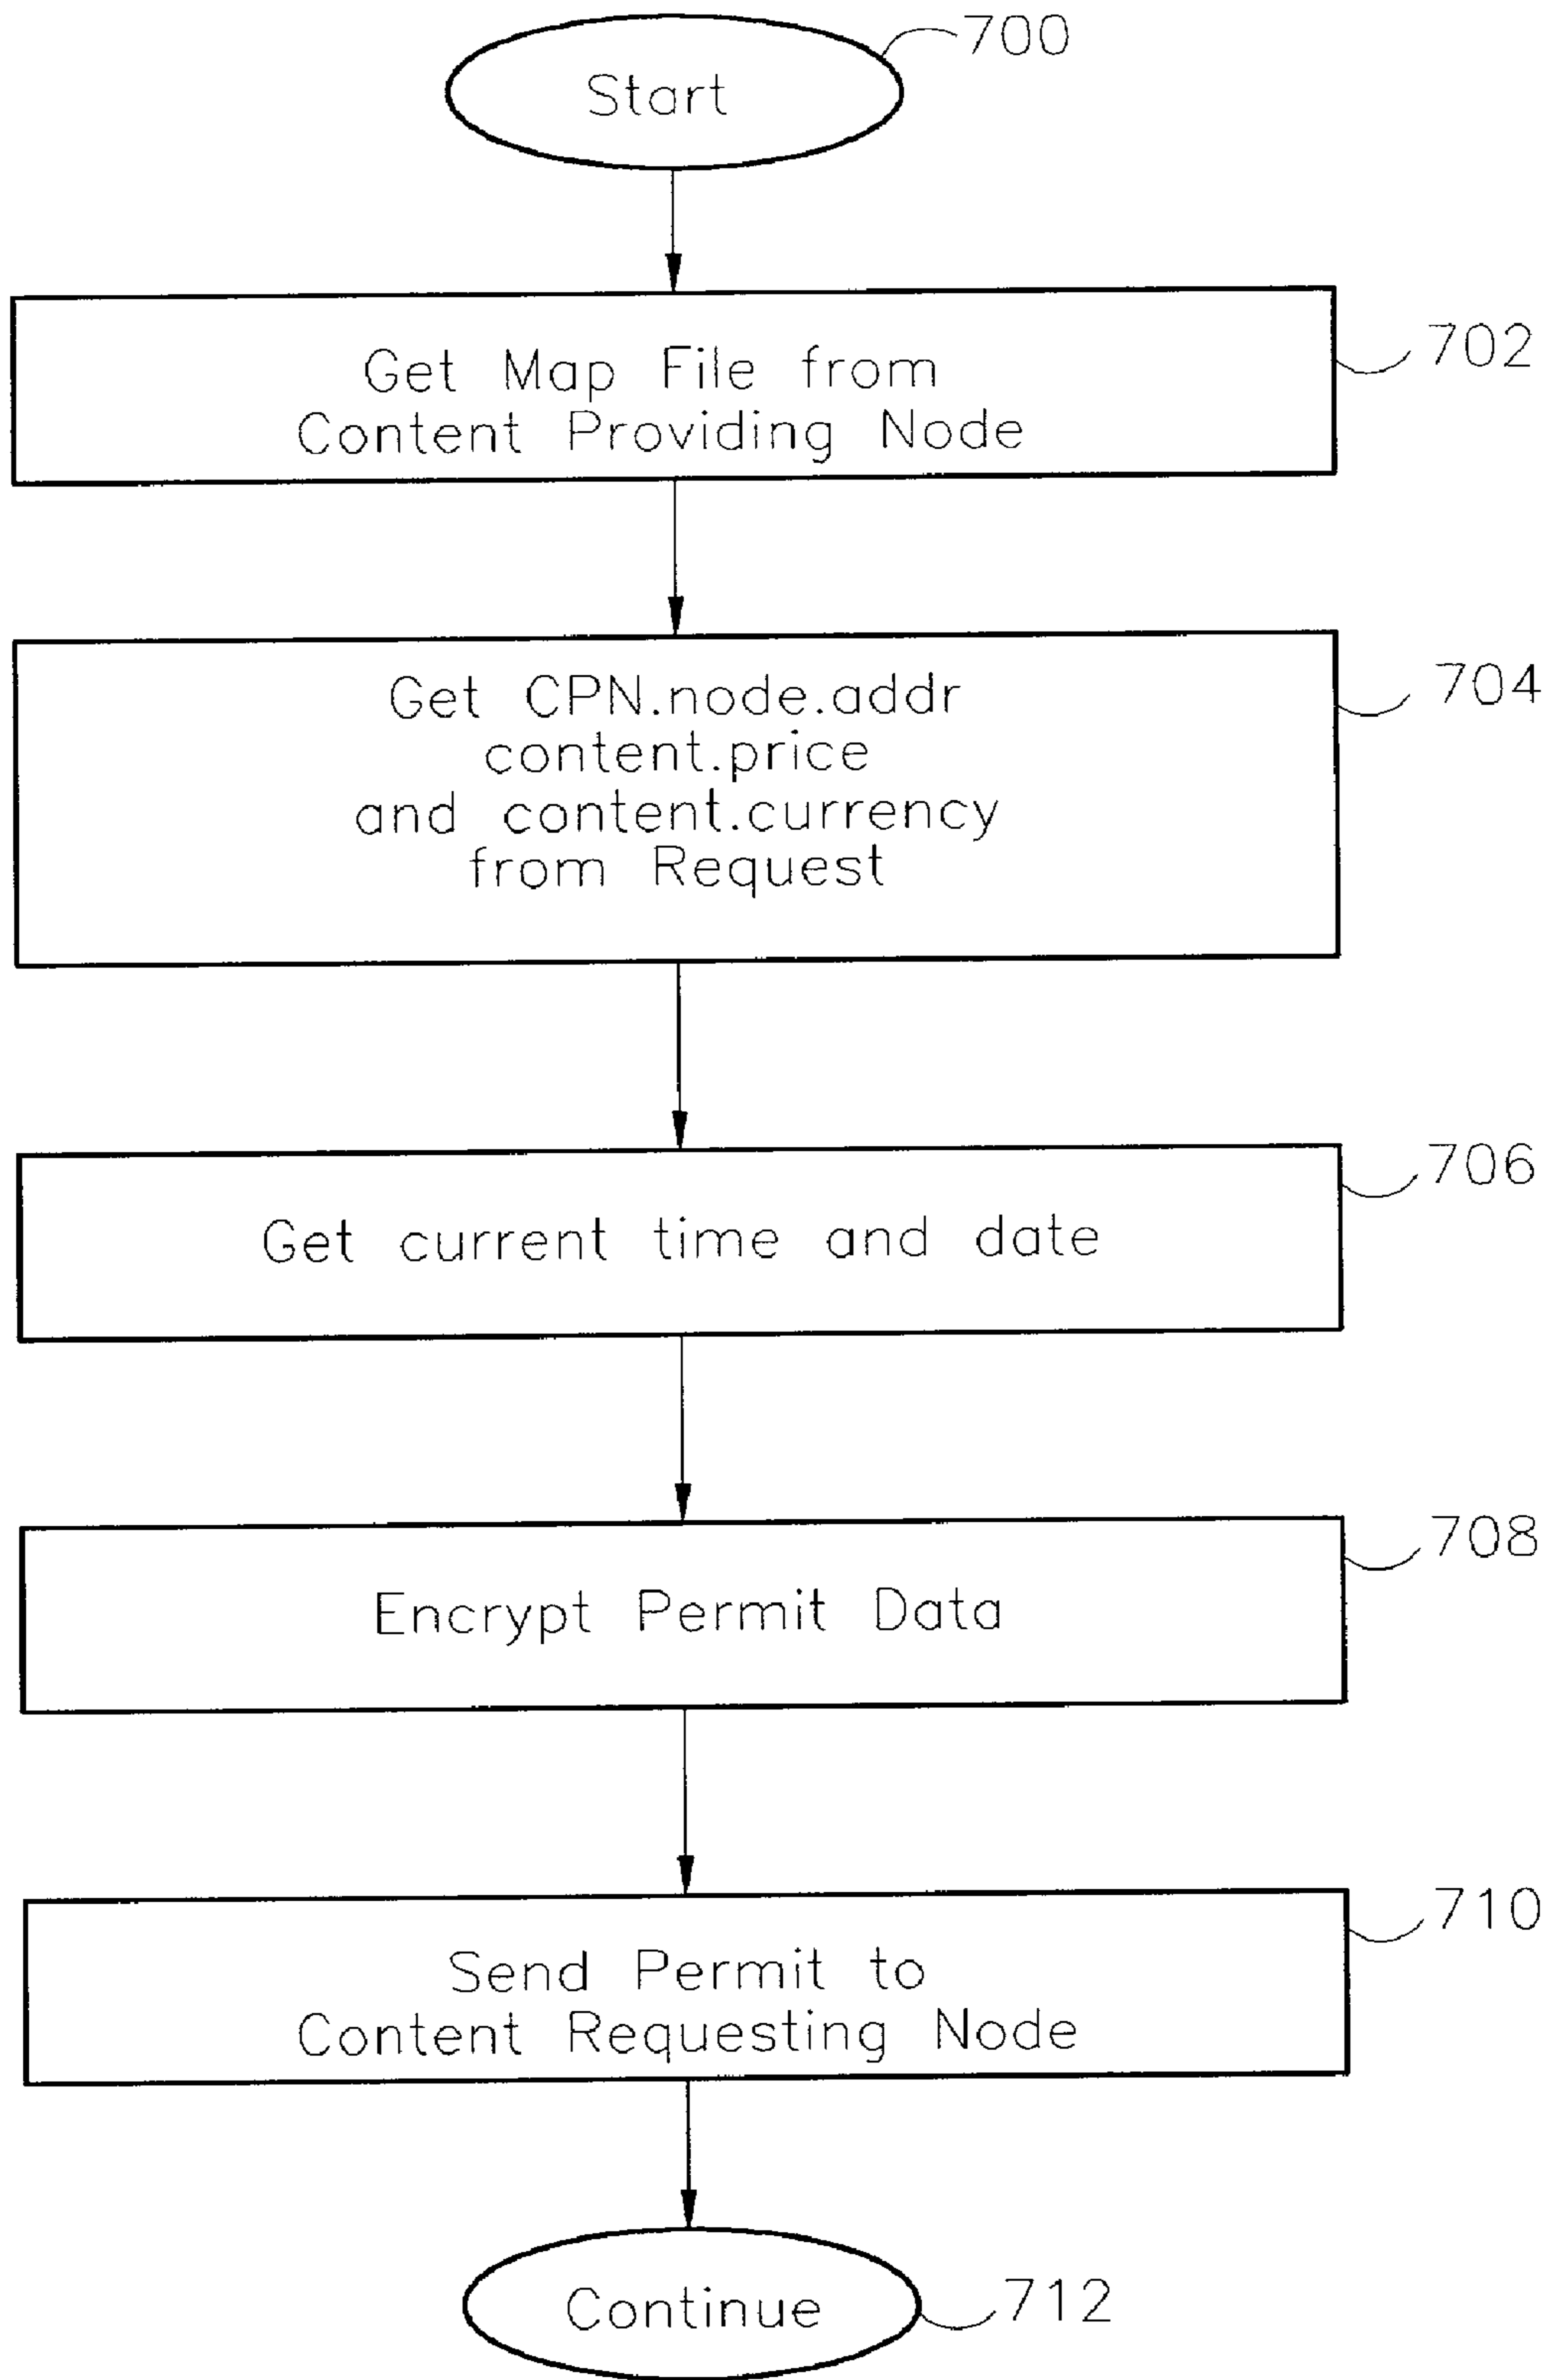 Start
700
Get Map File from
Content Providing Node
702
Get CPN.node.addr
content.price
and content.currency
from Request
704
Get current time and date
706
Encrypt Permit Data
708
Send Permit to
Content Requesting Node
710
Continue
712